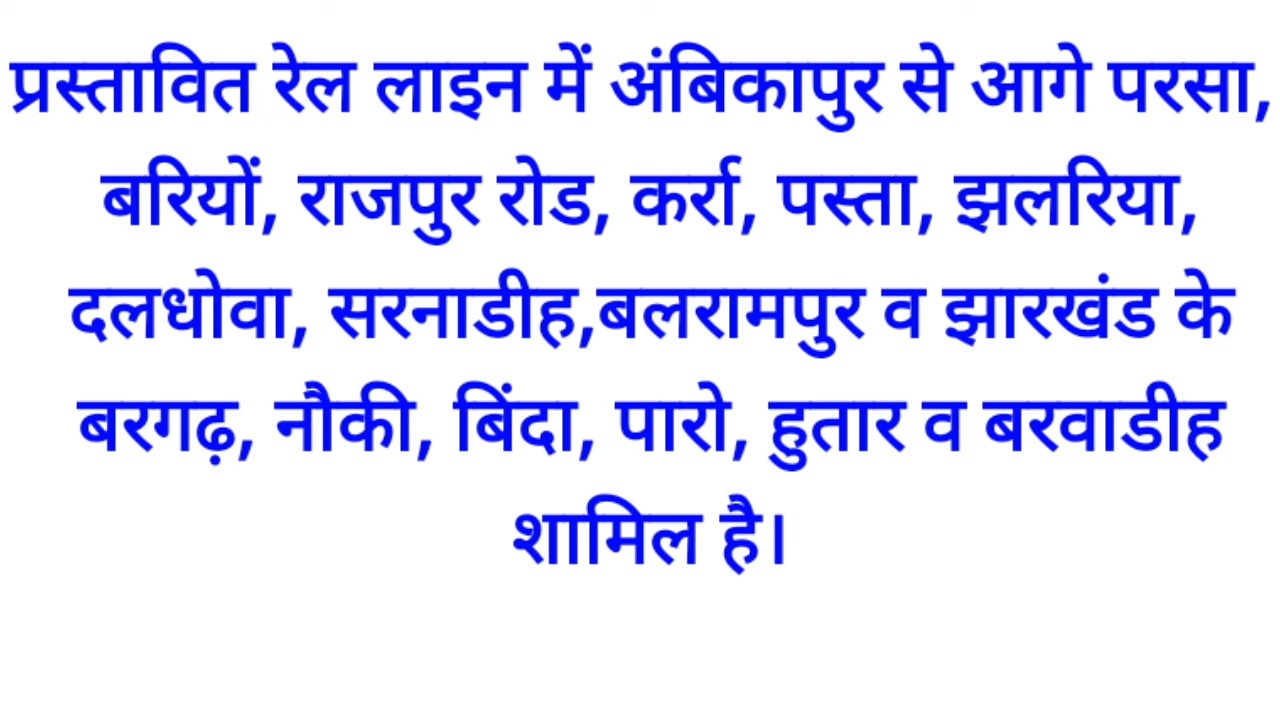 प्रस्तावित रेल लाइन में अंबिकापुर से आगे परसा,
बरियों, राजपुर रोड, कर्रा, पस्ता, झलरिया,
दलधोवा, सरनाडीह,बलरामपुर व झारखंड के
बरगढ़, नौकी, बिंदा, पारो, हुतार व बरवाडीह
शामिल है।